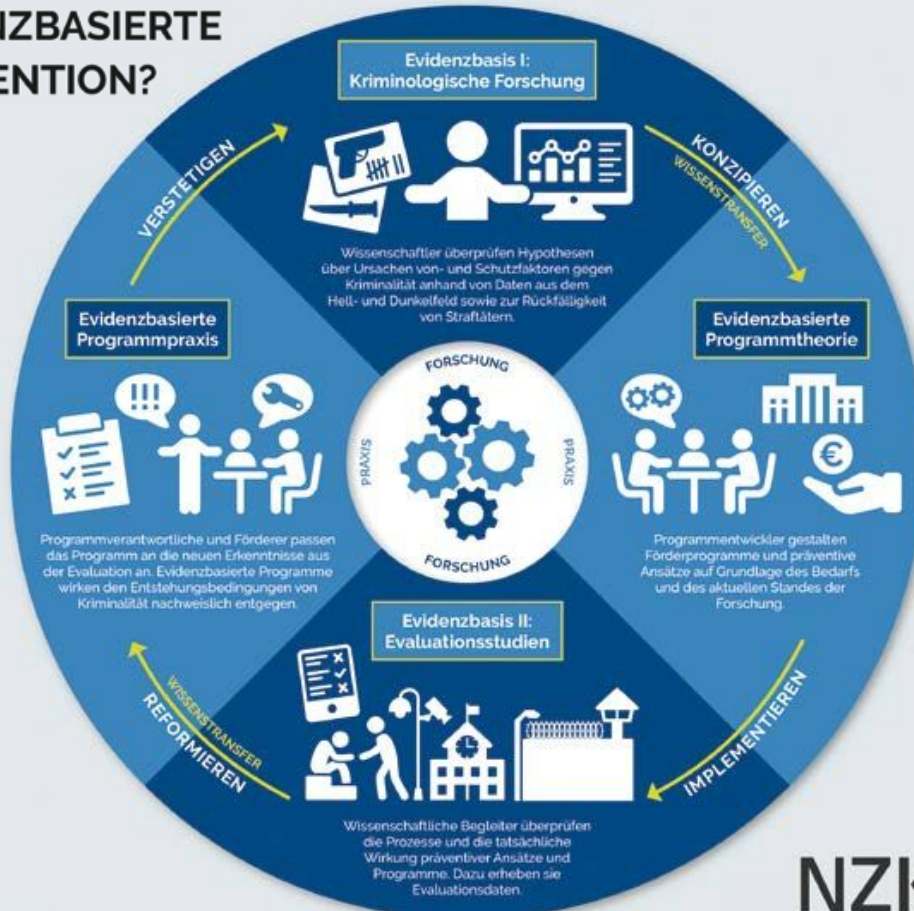 NZBASIERTE
ENTION?
Evidenzbasis I:
Kriminologische Forschung
Wissenschaftler überprüfen Hypothesen
über Ursachen von- und Schutzfaktoren gegen
Kriminalität anhand von Daten aus dem
Hell- und Dunkelfeld sowie zur Rückfälligkeit
von Straftätern.
KONZIPIEREN
WISSENSTRANSFER
Evidenzbasierte
Programmtheorie
€
Programmentwickler gestalten
Förderprogramme und präventive
Ansätze auf Grundlage des Bedarfs
und des aktuellen Standes der
Forschung.
IMPLEMENTIEREN
Evidenzbasis II:
Evaluationsstudien
Wissenschaftliche Begleiter überprüfen
die Prozesse und die tatsächliche
Wirkung präventiver Ansätze und
Programme. Dazu erheben sie
Evaluationsdaten.
WISSENSTRANSFER
REFORMIEREN
Evidenzbasierte
Programmpraxis
!!!
Programmverantwortliche und Förderer passen
das Programm an die neuen Erkenntnisse aus
der Evaluation an. Evidenzbasierte Programme
wirken den Entstehungsbedingungen von
Kriminalität nachweislich entgegen.
VERSTETIGEN
FORSCHUNG
PRAXIS
PRAXIS
FORSCHUNG
NZK